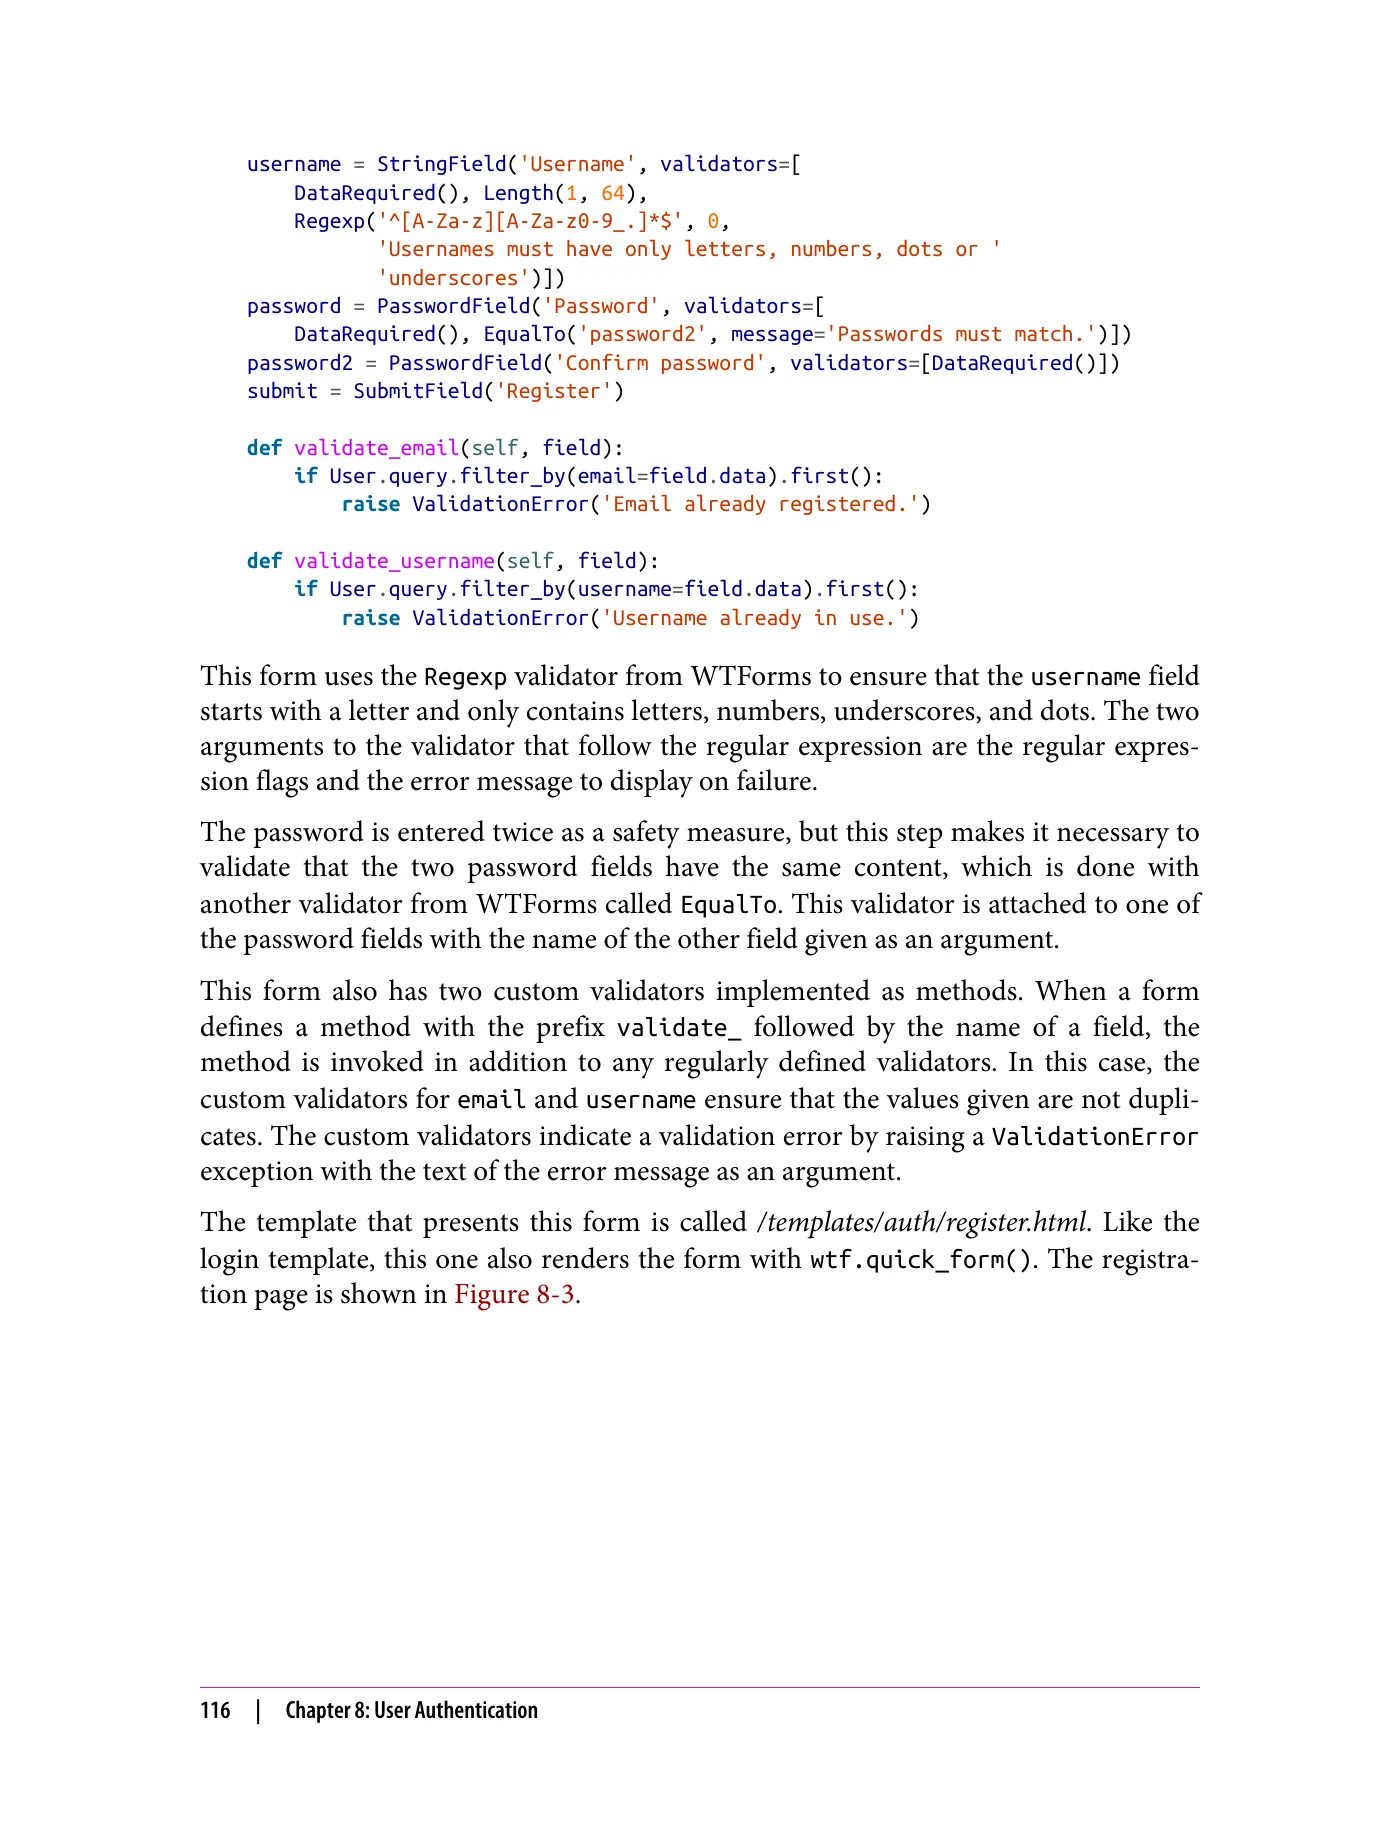 username = StringField('Username', validators=[
    DataRequired(), Length(1, 64),
    Regexp('^[A-Za-z][A-Za-z0-9_.]*$', 0,
           'Usernames must have only letters, numbers, dots or '
           'underscores')])
password = PasswordField('Password', validators=[
    DataRequired(), EqualTo('password2', message='Passwords must match.')])
password2 = PasswordField('Confirm password', validators=[DataRequired()])
submit = SubmitField('Register')

def validate_email(self, field):
    if User.query.filter_by(email=field.data).first():
        raise ValidationError('Email already registered.')

def validate_username(self, field):
    if User.query.filter_by(username=field.data).first():
        raise ValidationError('Username already in use.')

This form uses the Regexp validator from WTForms to ensure that the username field
starts with a letter and only contains letters, numbers, underscores, and dots. The two
arguments to the validator that follow the regular expression are the regular expres-
sion flags and the error message to display on failure.
The password is entered twice as a safety measure, but this step makes it necessary to
validate that the two password fields have the same content, which is done with
another validator from WTForms called EqualTo. This validator is attached to one of
the password fields with the name of the other field given as an argument.
This form also has two custom validators implemented as methods. When a form
defines a method with the prefix validate_ followed by the name of a field, the
method is invoked in addition to any regularly defined validators. In this case, the
custom validators for email and username ensure that the values given are not dupli-
cates. The custom validators indicate a validation error by raising a ValidationError
exception with the text of the error message as an argument.
The template that presents this form is called /templates/auth/register.html. Like the
login template, this one also renders the form with wtf.quick_form(). The registra-
tion page is shown in Figure 8-3.
116 | Chapter 8: User Authentication